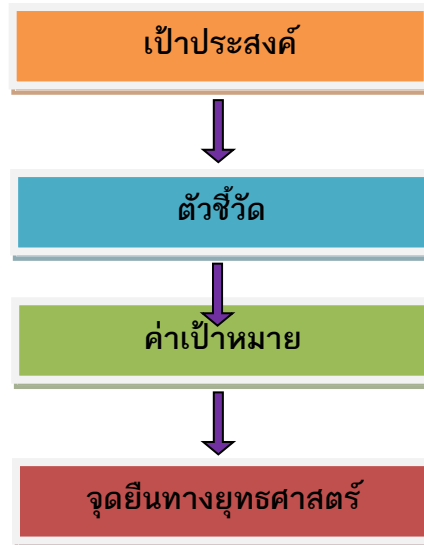 เป้าประสงค์
ตัวชี้วัด
ค่าเป้าหมาย
จุดยืนทางยุทธศาสตร์